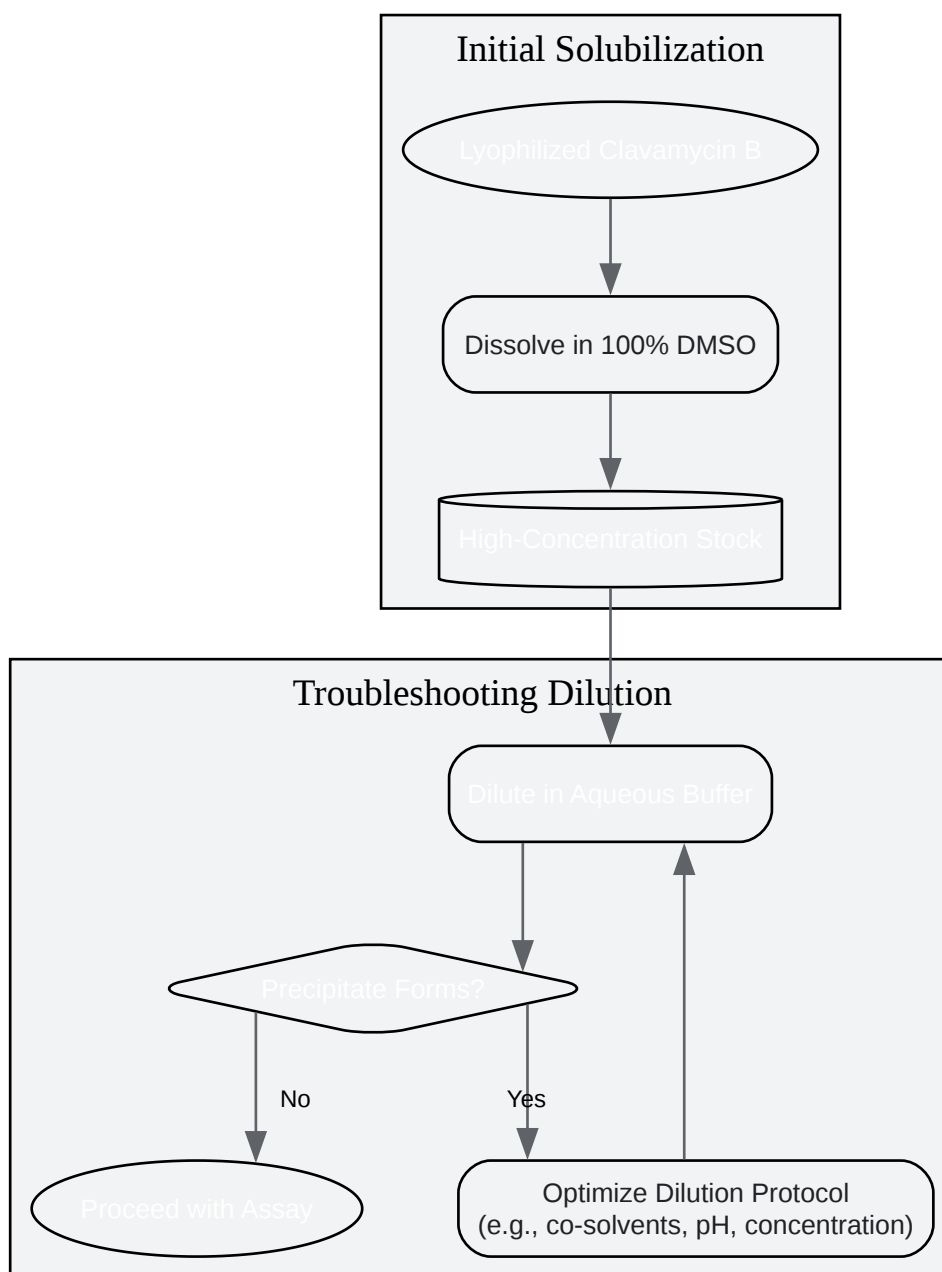 Initial Solubilization
Lyophilized Clavamycin B
Dissolve in 100% DMSO
High-Concentration Stock
Troubleshooting Dilution
Dilute in Aqueous Buffer
Precipitate Forms?
No
Yes
Proceed with Assay
Optimize Dilution Protocol
(e.g., co-solvents, pH, concentration)